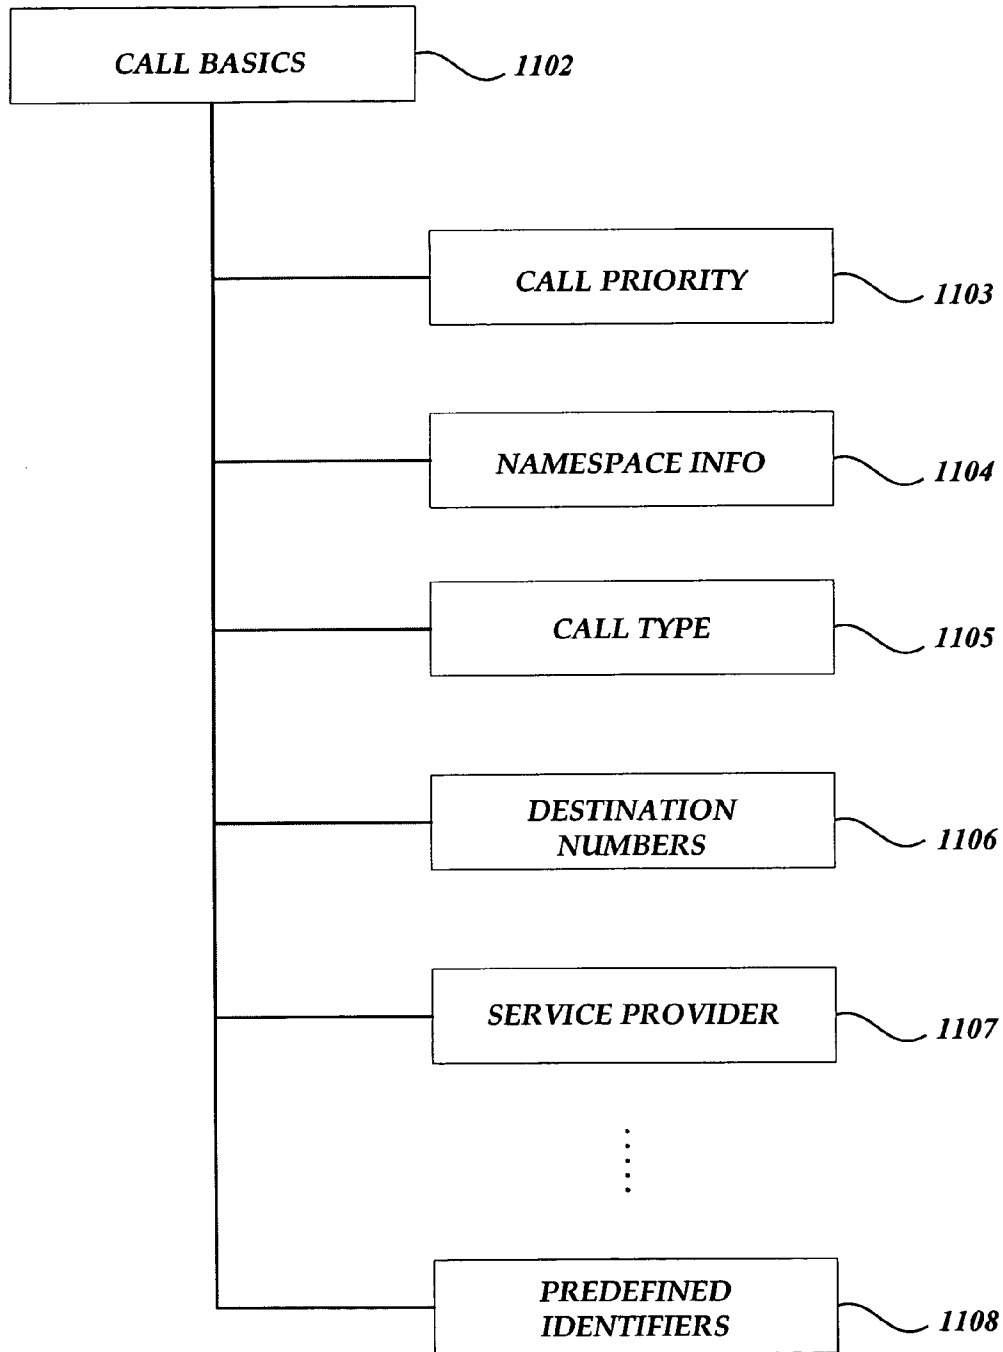 CALL BASICS
1102
CALL PRIORITY
1103
NAMESPACE INFO
1104
CALL TYPE
1105
DESTINATION
NUMBERS
1106
SERVICE PROVIDER
1107
PREDEFINED
IDENTIFIERS
1108